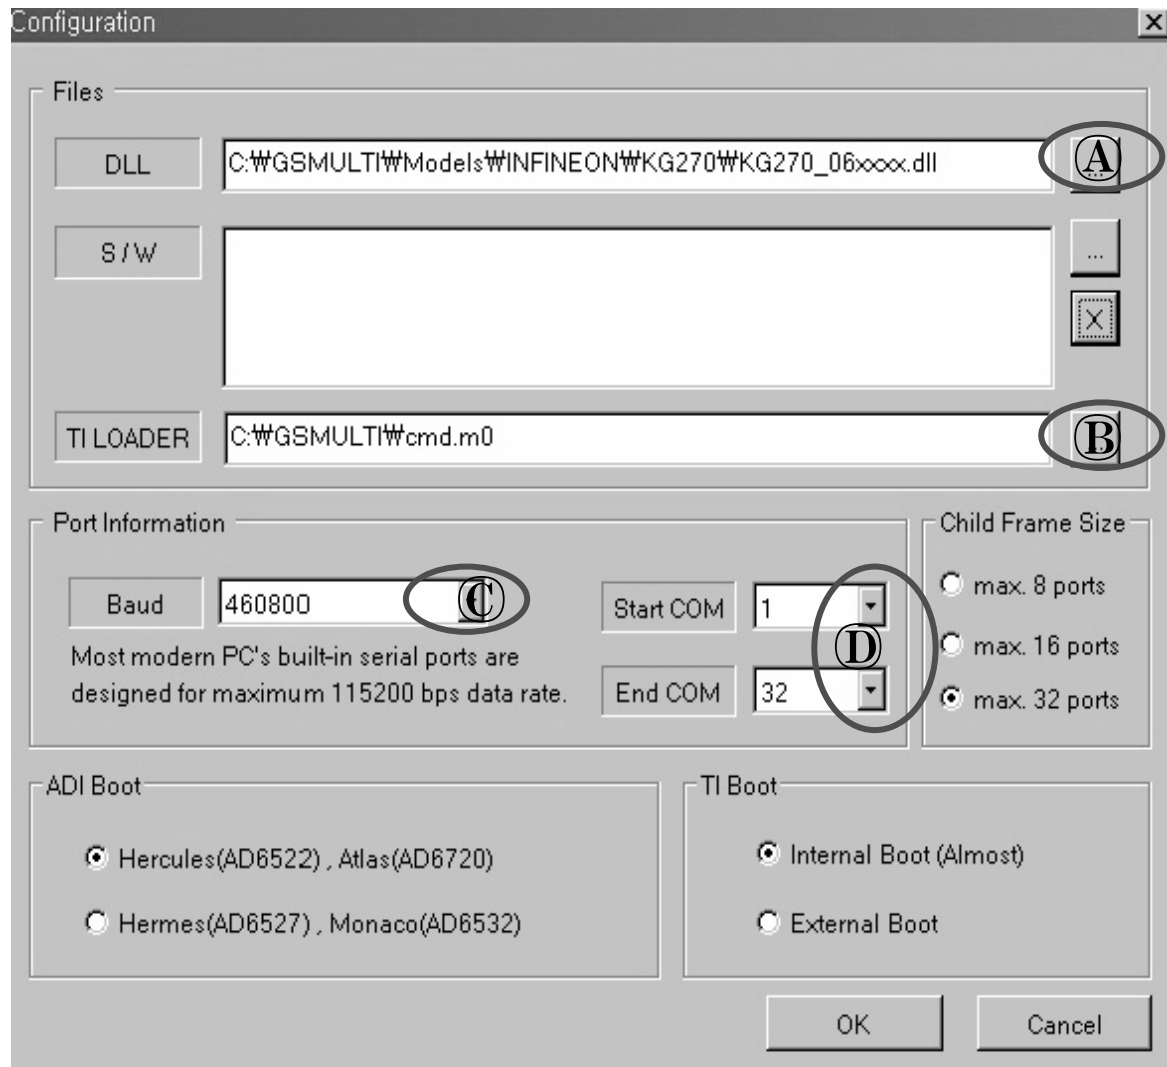 Configuration
Files
DLL
C:₩GSMULTI₩Models₩INFINEON₩KG270₩KG270_06xxxx.dll
Ⓐ
...
S / W
...
X
TI LOADER
C:₩GSMULTI₩cmd.m0
Ⓑ
Port Information
Baud
460800
Ⓒ
Most modern PC's built-in serial ports are
designed for maximum 115200 bps data rate.
Start COM
1
Ⓓ
End COM
32
Child Frame Size
max. 8 ports
max. 16 ports
max. 32 ports
ADI Boot
Hercules(AD6522) , Atlas(AD6720)
Hermes(AD6527) , Monaco(AD6532)
TI Boot
Internal Boot (Almost)
External Boot
OK
Cancel